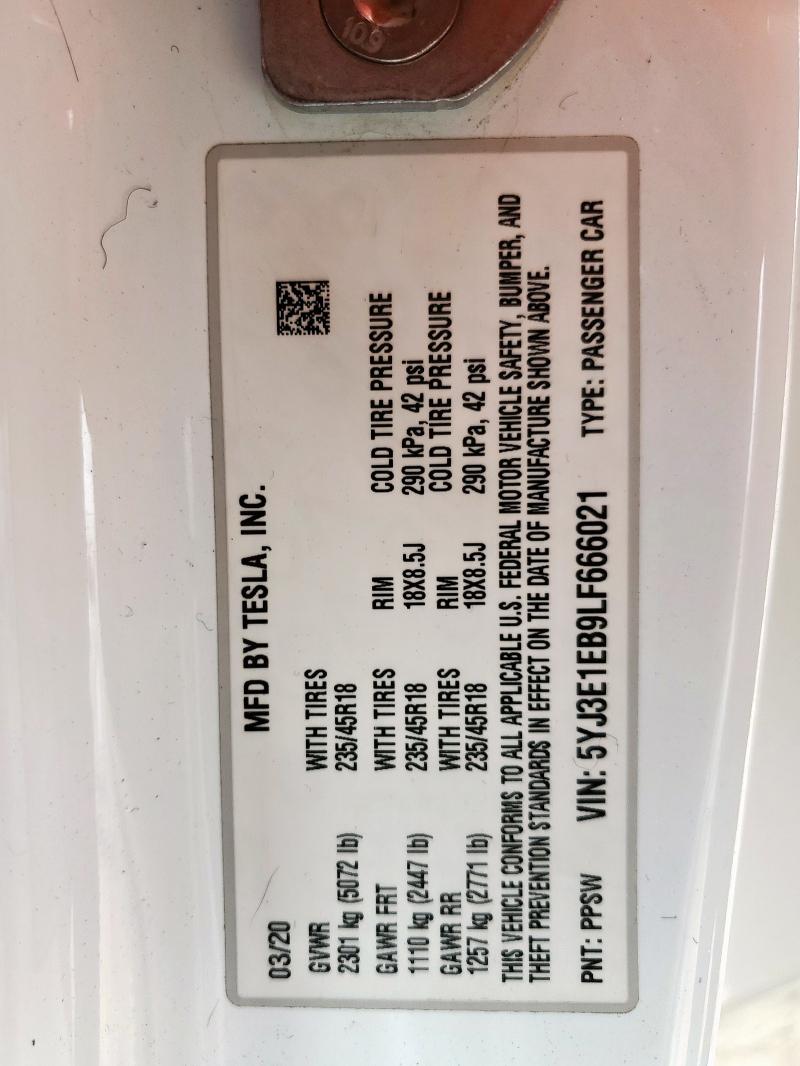 10.9
MFD BY TESLA, INC.
03/20
GVWR WITH TIRES
2301 kg (5072 lb) 235/45R18
GAWR FRT WITH TIRES RIM COLD TIRE PRESSURE
1110 kg (2447 lb) 235/45R18 18X8.5J 290 kPa, 42 psi
GAWR RR WITH TIRES RIM COLD TIRE PRESSURE
1257 kg (2771 lb) 235/45R18 18X8.5J 290 kPa, 42 psi
THIS VEHICLE CONFORMS TO ALL APPLICABLE U.S. FEDERAL MOTOR VEHICLE SAFETY, BUMPER, AND
THEFT PREVENTION STANDARDS IN EFFECT ON THE DATE OF MANUFACTURE SHOWN ABOVE.
PNT: PPSW VIN: 5YJ3E1EB9LF666021 TYPE: PASSENGER CAR